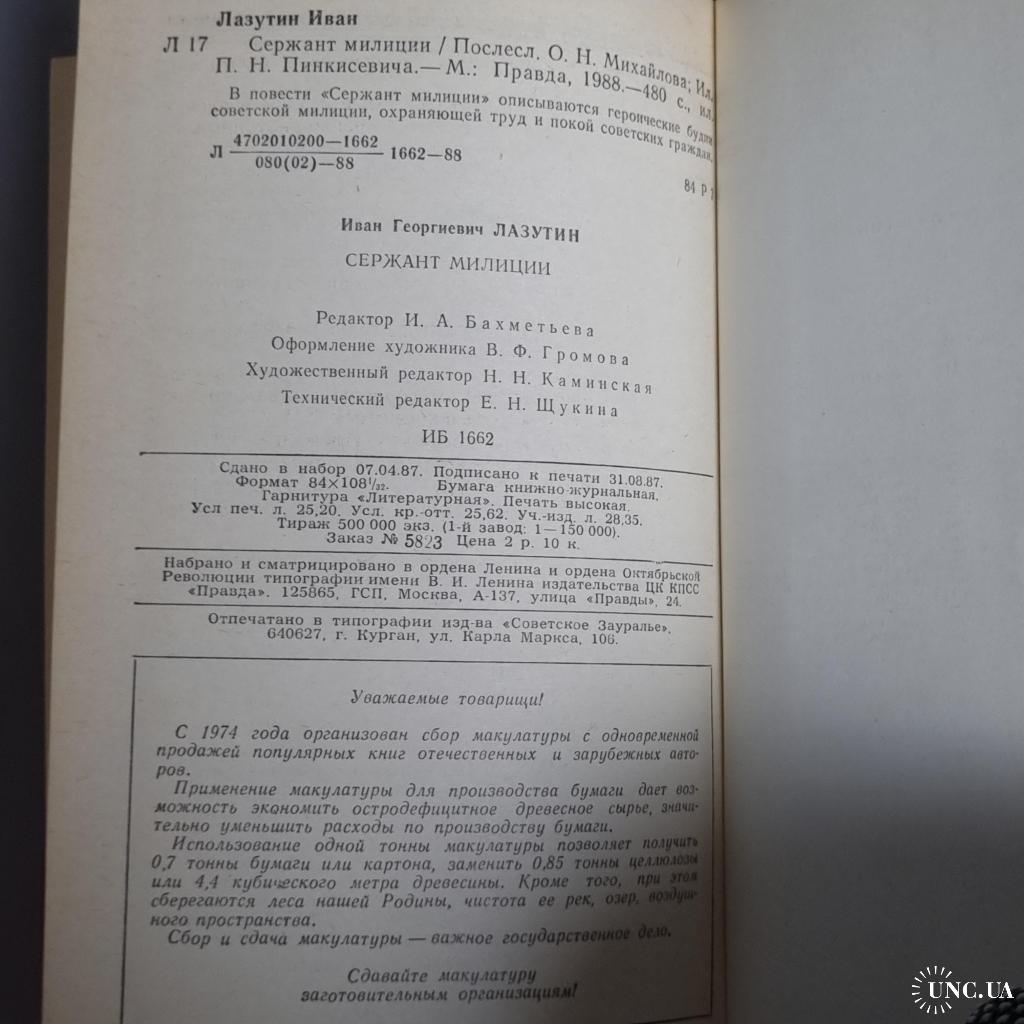 Лазутин Иван
Л 17 Сержант милиции / Послесл. О. Н. Михайлова; Ил.
П. Н. Пинкисевича.— М.: Правда, 1988.—480 с., ил.
В повести «Сержант милиции» описываются героические будни
советской милиции, охраняющей труд и покой советских граждан.
Л 4702010200—1662 1662—88
080(02)—88
84 Р
Иван Георгиевич ЛАЗУТИН
СЕРЖАНТ МИЛИЦИИ
Редактор И. А. Бахметьева
Оформление художника В. Ф. Громова
Художественный редактор Н. Н. Каминская
Технический редактор Е. Н. Щукина
ИБ 1662
Сдано в набор 07.04.87. Подписано к печати 31.08.87.
Формат 84×108 1/32. Бумага книжно-журнальная.
Гарнитура «Литературная». Печать высокая.
Усл печ. л. 25,20. Усл. кр.-отт. 25,62. Уч.-изд. л. 28,35.
Тираж 500 000 экз. (1-й завод: 1—150 000).
Заказ № 5823 Цена 2 р. 10 к.
Набрано и сматрицировано в ордена Ленина и ордена Октябрьской
Революции типографии имени В. И. Ленина издательства ЦК КПСС
«Правда». 125865, ГСП, Москва, А-137, улица «Правды», 24.
Отпечатано в типографии изд-ва «Советское Зауралье».
640627, г. Курган, ул. Карла Маркса, 106.
Уважаемые товарищи!
С 1974 года организован сбор макулатуры с одновременной
продажей популярных книг отечественных и зарубежных авто-
ров.
Применение макулатуры для производства бумаги дает воз-
можность экономить остродефицитное древесное сырье, значи-
тельно уменьшить расходы по производству бумаги.
Использование одной тонны макулатуры позволяет получить
0,7 тонны бумаги или картона, заменить 0,85 тонны целлюлозы
или 4,4 кубического метра древесины. Кроме того, при этом
сберегаются леса нашей Родины, чистота ее рек, озер, воздуш-
ного пространства.
Сбор и сдача макулатуры — важное государственное дело.
Сдавайте макулатуру
заготовительным организациям!
UNC.UA